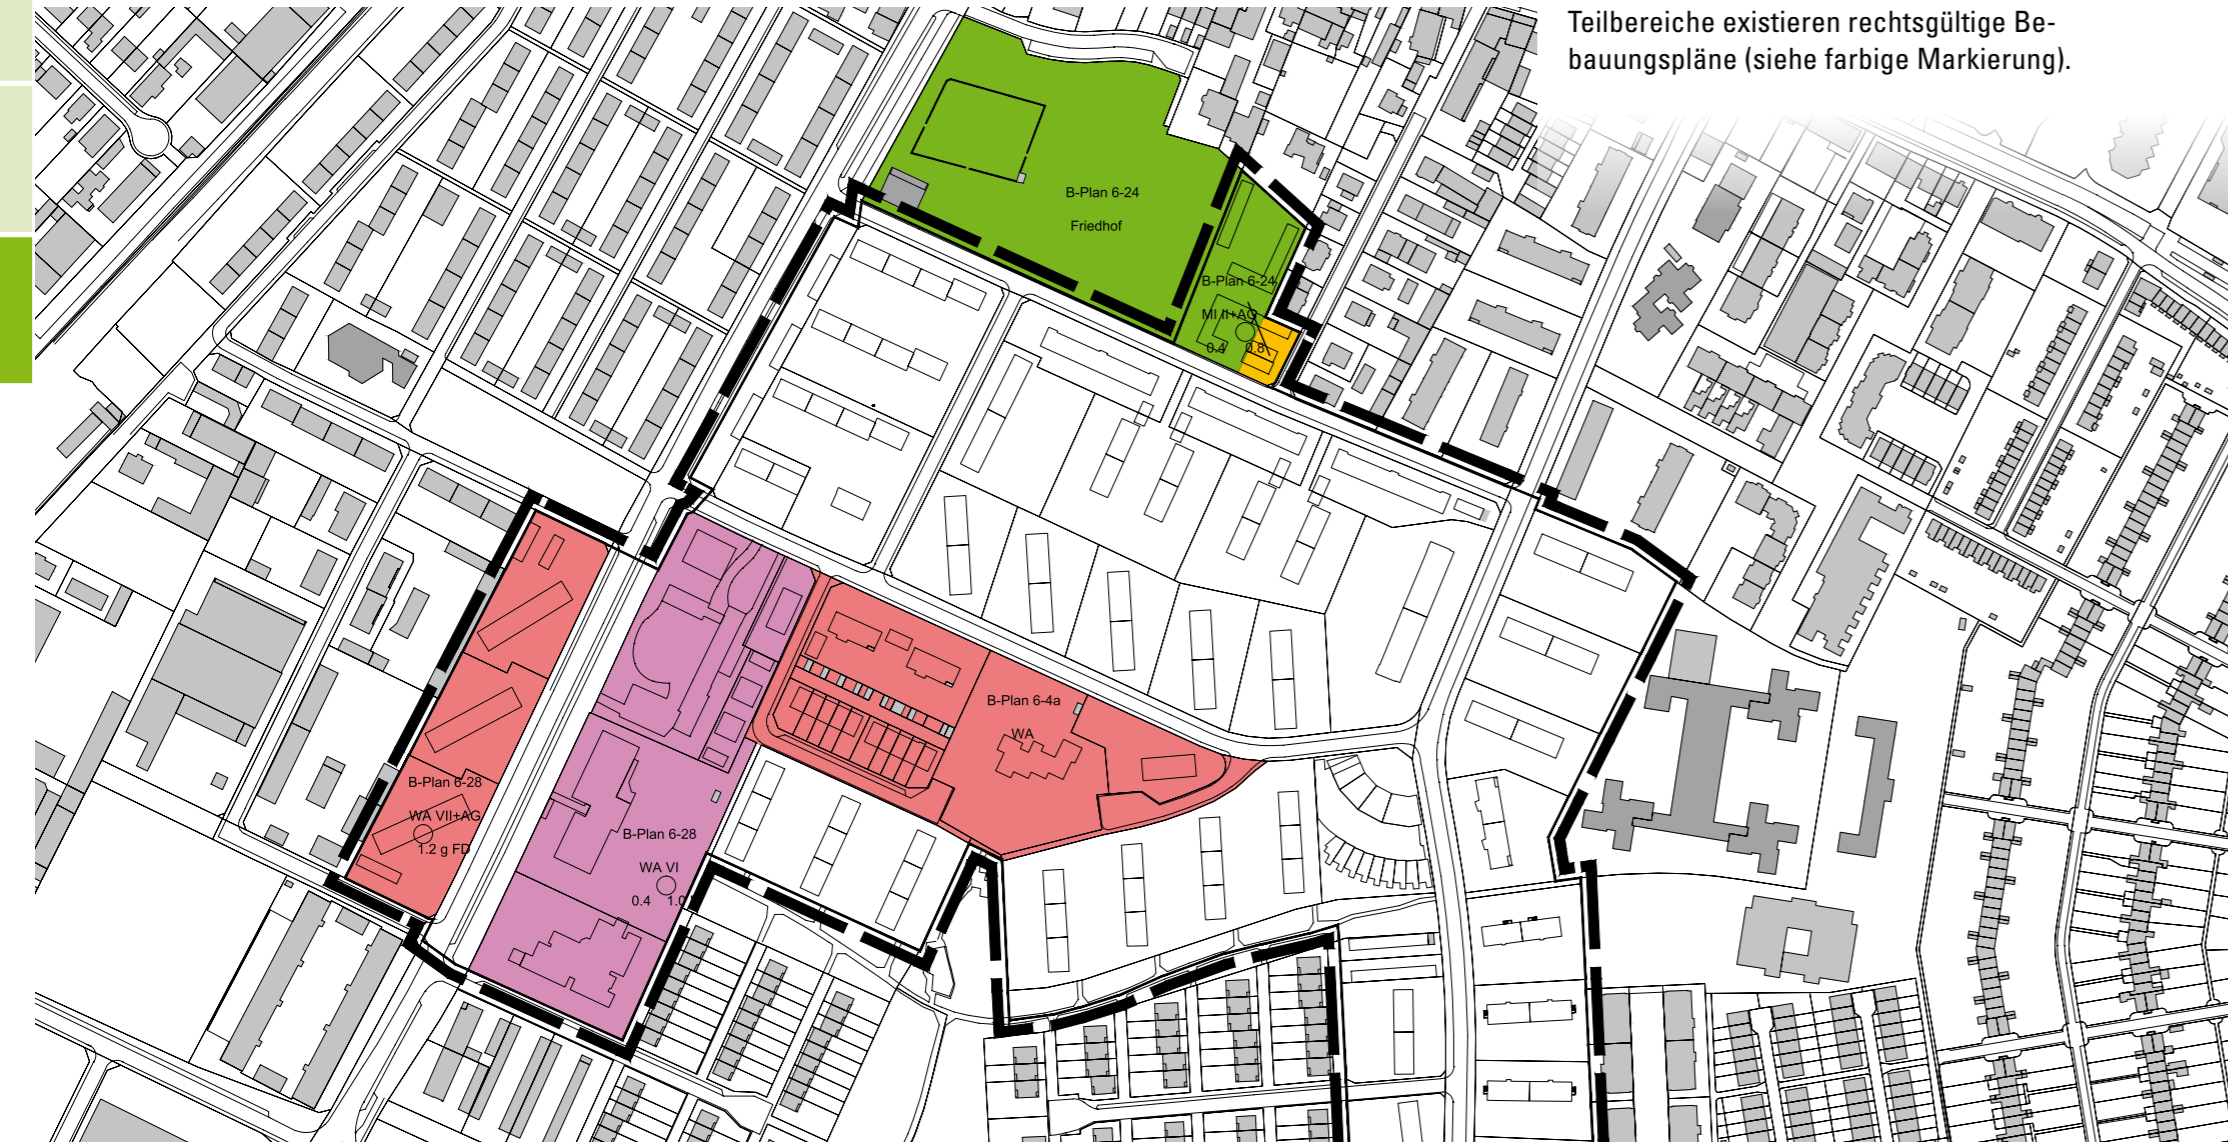 Teilbereiche existieren rechtsgültige Be-
bauungspläne (siehe farbige Markierung).
B-Plan 6-24
Friedhof
B-Plan 6-24
MI II+AG
0.4 0.8
B-Plan 6-4a
WA
B-Plan 6-28
WA VII+AG
1.2 g FD
B-Plan 6-28
WA VI
0.4 1.0